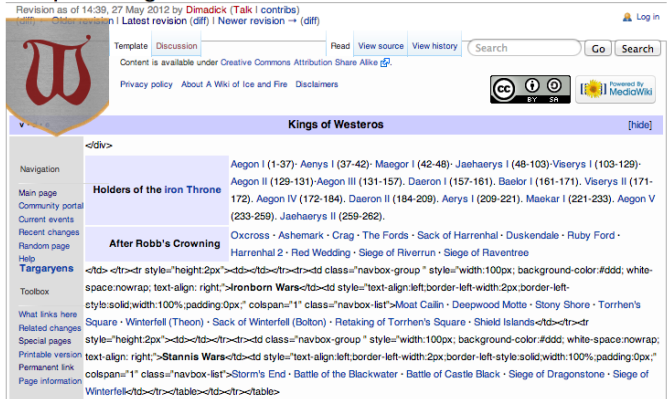 Revision as of 14:39, 27 May 2012 by Dimadick (Talk | contribs)
(diff) ← Older revision | Latest revision (diff) | Newer revision → (diff)
Log in
Template Discussion Read View source View history Search Go Search
Content is available under Creative Commons Attribution Share Alike.
Privacy policy About A Wiki of Ice and Fire Disclaimers
cc BY SA Powered By MediaWiki
Kings of Westeros [hide]
</div>
Navigation
Main page
Community portal
Current events
Recent changes
Random page
Help
Targaryens
Toolbox
What links here
Related changes
Special pages
Printable version
Permanent link
Page information
Holders of the iron Throne
Aegon I (1-37)· Aenys I (37-42)· Maegor I (42-48)· Jaehaerys I (48-103)·Viserys I (103-129)·
Aegon II (129-131)·Aegon III (131-157). Daeron I (157-161). Baelor I (161-171). Viserys II (171-
172). Aegon IV (172-184). Daeron II (184-209). Aerys I (209-221). Maekar I (221-233). Aegon V
(233-259). Jaehaerys II (259-262).
After Robb's Crowning
Oxcross · Ashemark · Crag · The Fords · Sack of Harrenhal · Duskendale · Ruby Ford ·
Harrenhal 2 · Red Wedding · Siege of Riverrun · Siege of Raventree
</td> </tr><tr style="height:2px"><td></td></tr><tr><td class="navbox-group " style="width:100px; background-color:#ddd; white-
space:nowrap; text-align: right;">Ironborn Wars</td><td style="text-align:left;border-left-width:2px;border-left-
style:solid;width:100%;padding:0px;" colspan="1" class="navbox-list">Moat Cailin · Deepwood Motte · Stony Shore · Torrhen's
Square · Winterfell (Theon) · Sack of Winterfell (Bolton) · Retaking of Torrhen's Square · Shield Islands</td></tr><tr
style="height:2px"><td></td></tr><tr><td class="navbox-group " style="width:100px; background-color:#ddd; white-space:nowrap;
text-align: right;">Stannis Wars</td><td style="text-align:left;border-left-width:2px;border-left-style:solid;width:100%;padding:0px;"
colspan="1" class="navbox-list">Storm's End · Battle of the Blackwater · Battle of Castle Black · Siege of Dragonstone · Siege of
Winterfell</td></tr></table></td></tr></table>